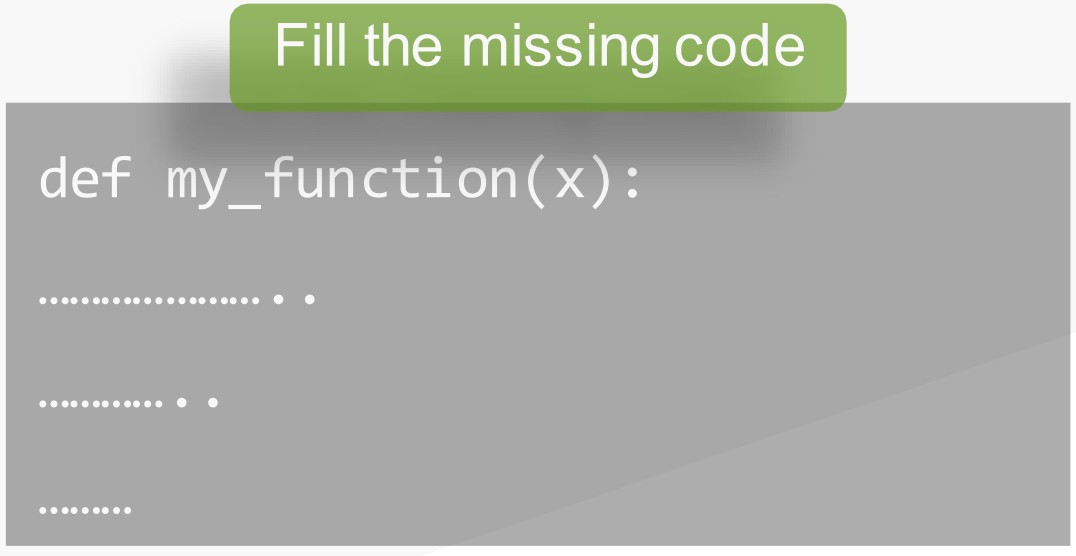 Fill the missing code
def my_function(x):
........................ . .
.............. . .
.........